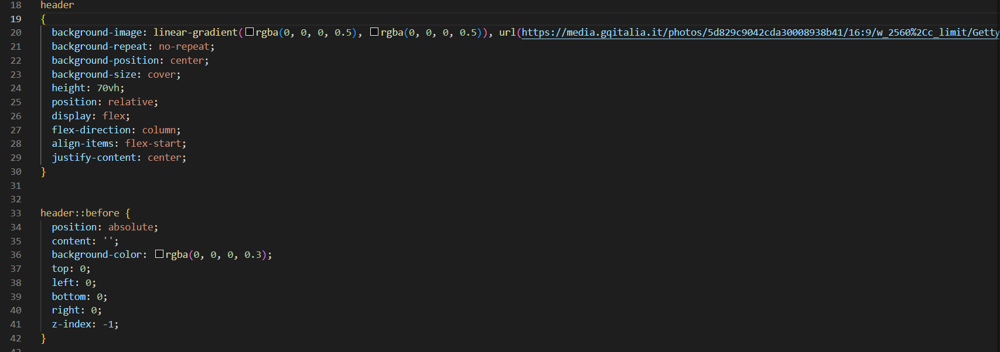 18 header
19 {
20 background-image: linear-gradient(rgba(0, 0, 0, 0.5), rgba(0, 0, 0, 0.5)), url(https://media.gqitalia.it/photos/5d829c9042cda30008938b41/16:9/w_2560%2Cc_limit/Getty
21 background-repeat: no-repeat;
22 background-position: center;
23 background-size: cover;
24 height: 70vh;
25 position: relative;
26 display: flex;
27 flex-direction: column;
28 align-items: flex-start;
29 justify-content: center;
30 }
31
32
33 header::before {
34 position: absolute;
35 content: '';
36 background-color: rgba(0, 0, 0, 0.3);
37 top: 0;
38 left: 0;
39 bottom: 0;
40 right: 0;
41 z-index: -1;
42 }